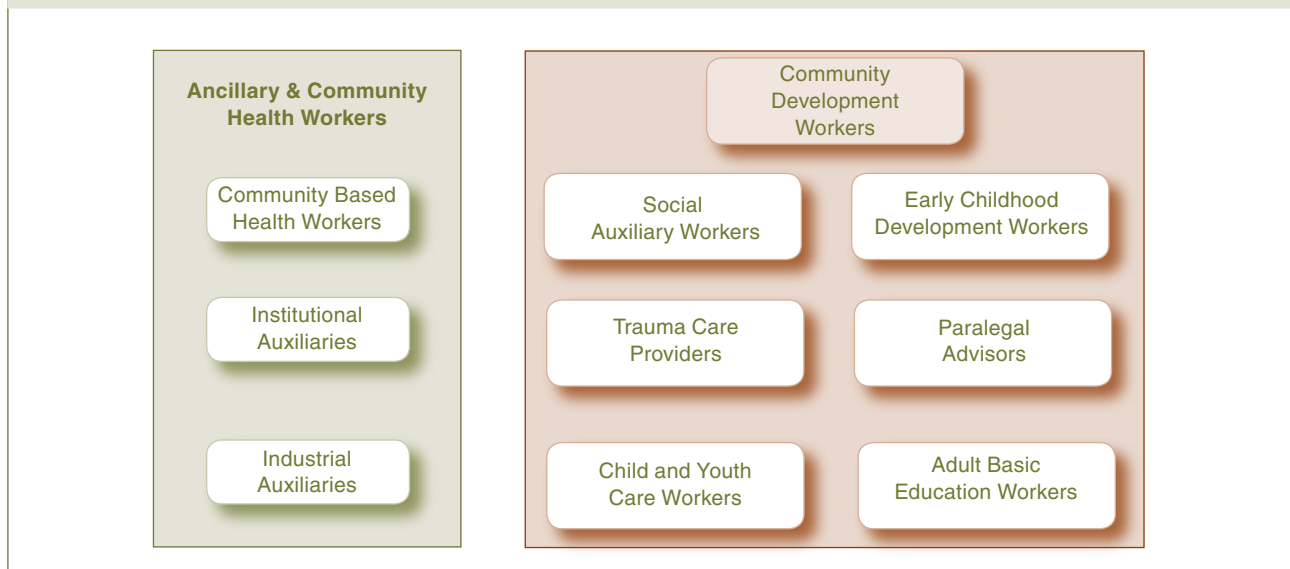 Ancillary & Community
Health Workers
Community Based
Health Workers
Institutional
Auxiliaries
Industrial
Auxiliaries
Community
Development
Workers
Social
Auxiliary Workers
Early Childhood
Development Workers
Trauma Care
Providers
Paralegal
Advisors
Child and Youth
Care Workers
Adult Basic
Education Workers